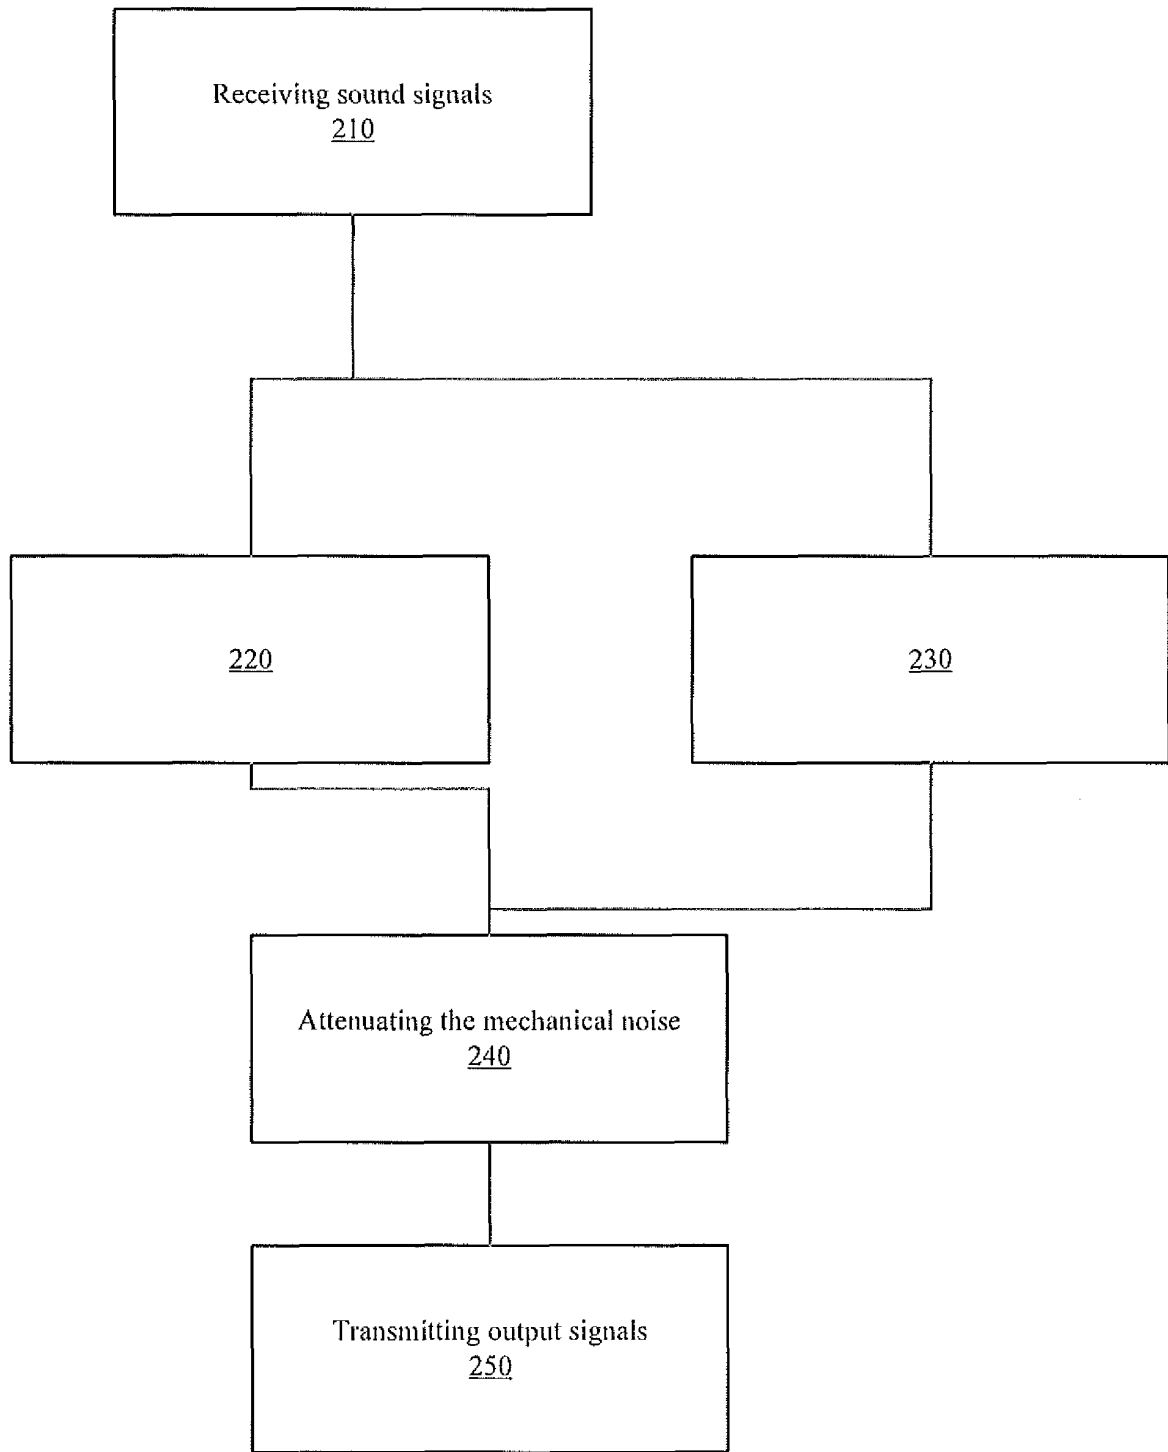 Receiving sound signals
210
220
230
Attenuating the mechanical noise
240
Transmitting output signals
250